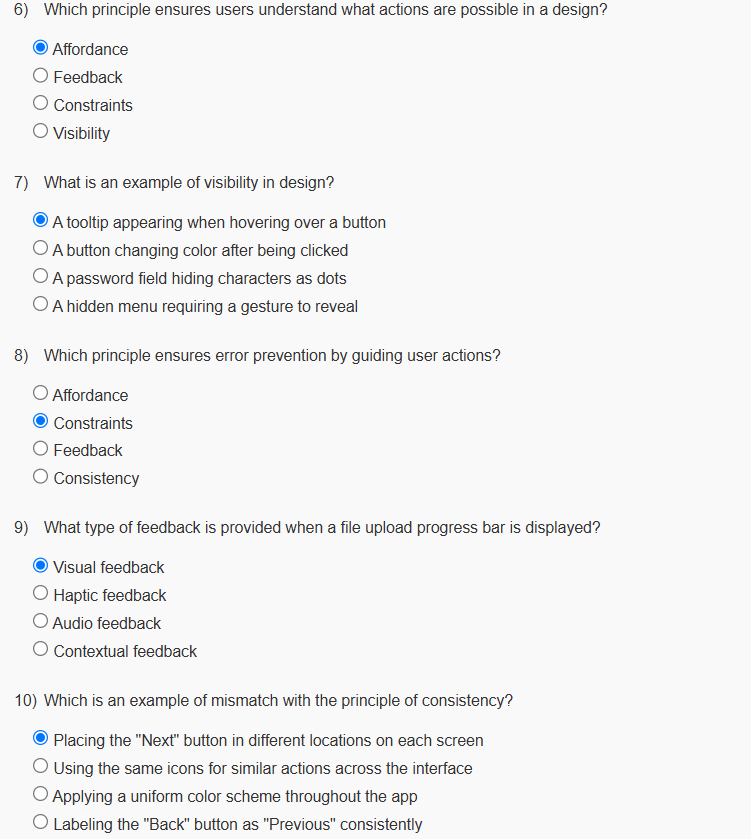 6) Which principle ensures users understand what actions are possible in a design?
Affordance
Feedback
Constraints
Visibility
7) What is an example of visibility in design?
A tooltip appearing when hovering over a button
A button changing color after being clicked
A password field hiding characters as dots
A hidden menu requiring a gesture to reveal
8) Which principle ensures error prevention by guiding user actions?
Affordance
Constraints
Feedback
Consistency
9) What type of feedback is provided when a file upload progress bar is displayed?
Visual feedback
Haptic feedback
Audio feedback
Contextual feedback
10) Which is an example of mismatch with the principle of consistency?
Placing the "Next" button in different locations on each screen
Using the same icons for similar actions across the interface
Applying a uniform color scheme throughout the app
Labeling the "Back" button as "Previous" consistently